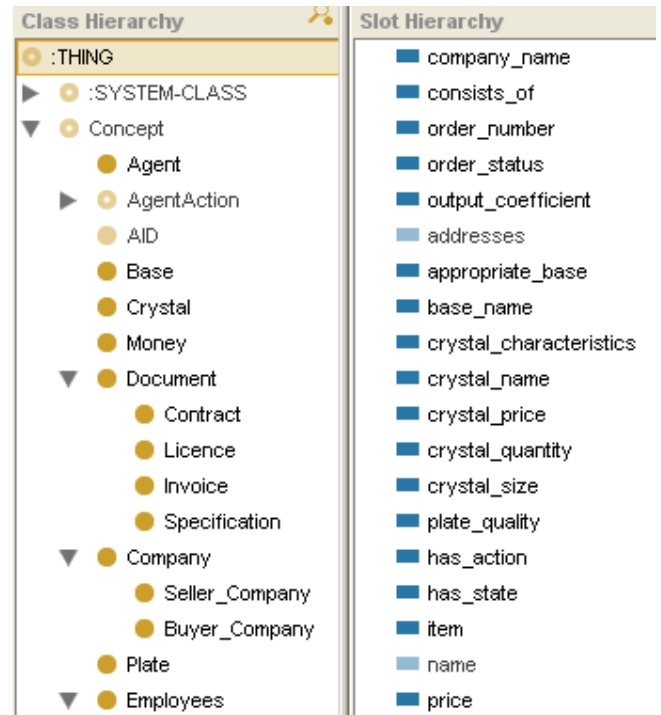 Class Hierarchy
:THING
:SYSTEM-CLASS
Concept
Agent
AgentAction
AID
Base
Crystal
Money
Document
Contract
Licence
Invoice
Specification
Company
Seller_Company
Buyer_Company
Plate
Employees
Slot Hierarchy
company_name
consists_of
order_number
order_status
output_coefficient
addresses
appropriate_base
base_name
crystal_characteristics
crystal_name
crystal_price
crystal_quantity
crystal_size
plate_quality
has_action
has_state
item
name
price